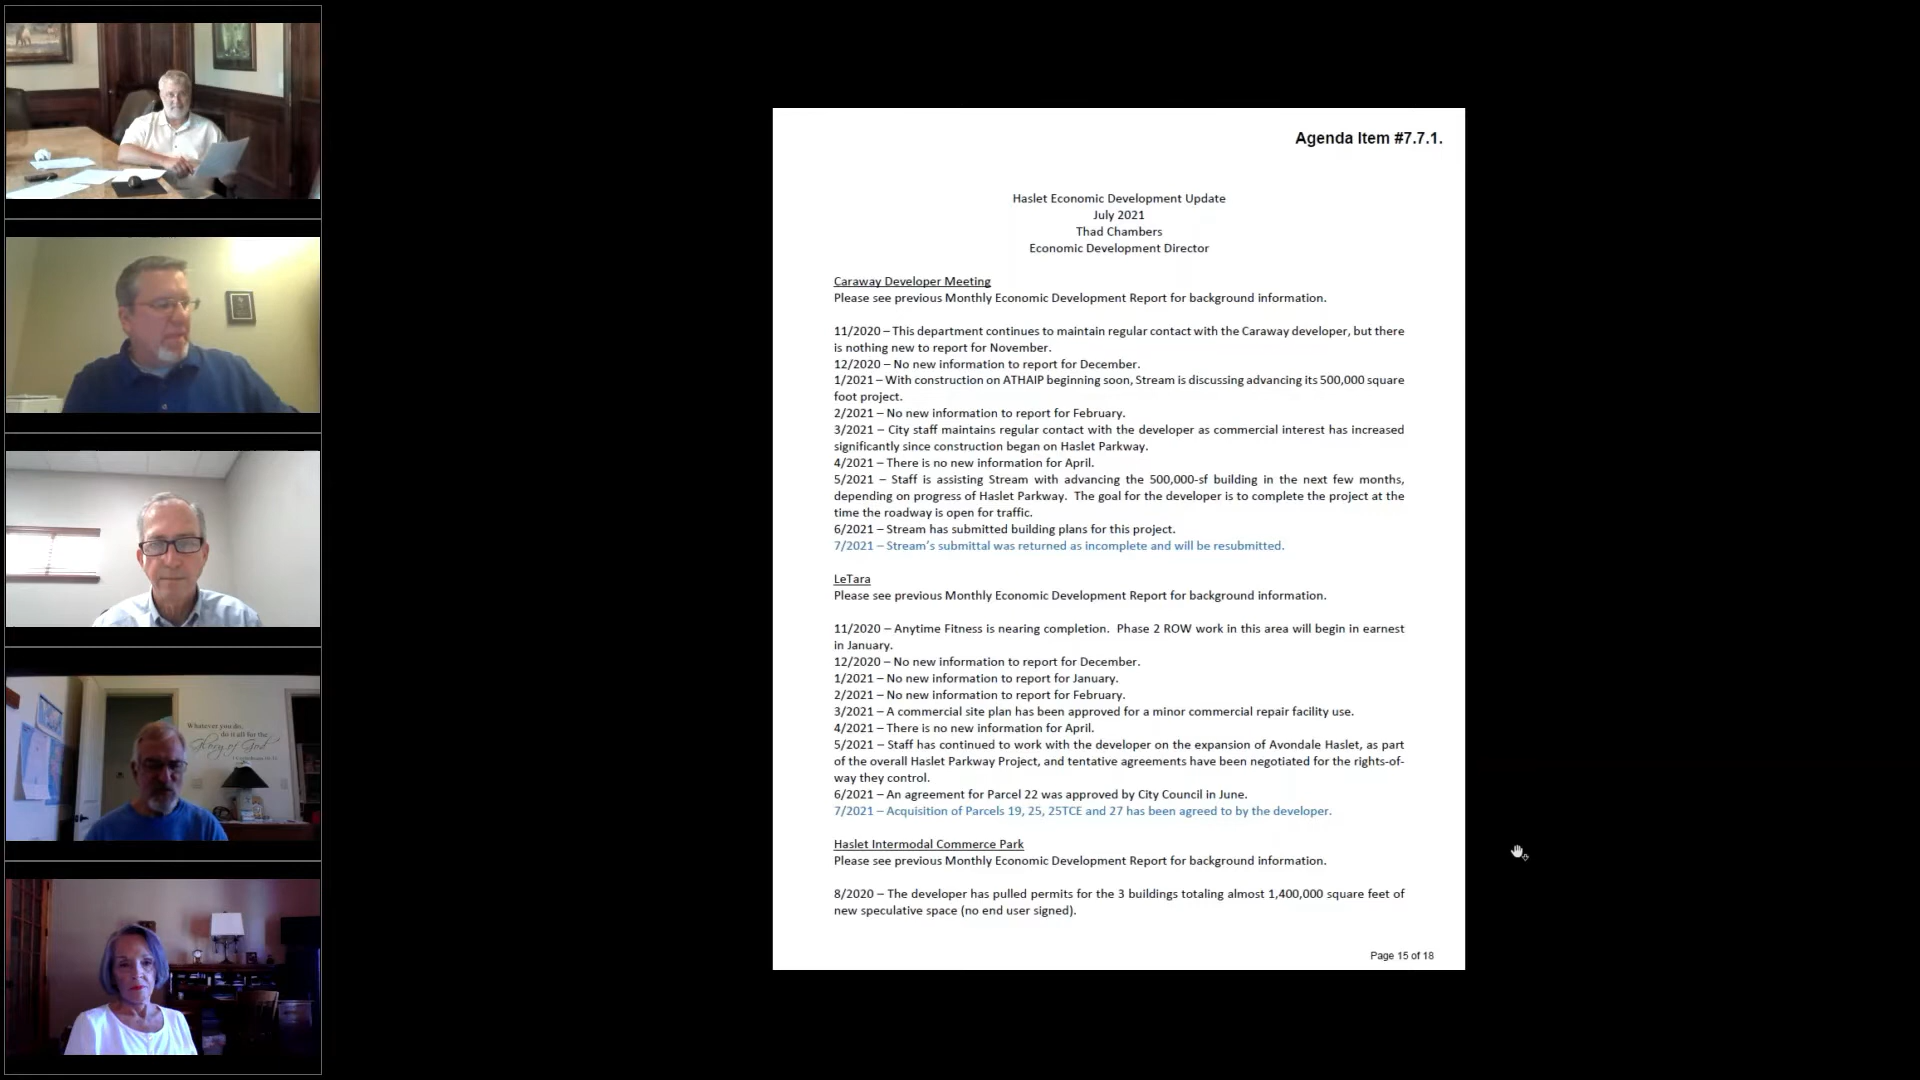 Agenda Item #7.7.1.
Haslet Economic Development Update
July 2021
Thad Chambers
Economic Development Director
Caraway Developer Meeting
Please see previous Monthly Economic Development Report for background information.
11/2020 – This department continues to maintain regular contact with the Caraway developer, but there
is nothing new to report for November.
12/2020 – No new information to report for December.
1/2021 – With construction on ATHAIP beginning soon, Stream is discussing advancing its 500,000 square
foot project.
2/2021 – No new information to report for February.
3/2021 – City staff maintains regular contact with the developer as commercial interest has increased
significantly since construction began on Haslet Parkway.
4/2021 – There is no new information for April.
5/2021 – Staff is assisting Stream with advancing the 500,000-sf building in the next few months,
depending on progress of Haslet Parkway. The goal for the developer is to complete the project at the
time the roadway is open for traffic.
6/2021 – Stream has submitted building plans for this project.
7/2021 – Stream's submittal was returned as incomplete and will be resubmitted.
LeTara
Please see previous Monthly Economic Development Report for background information.
11/2020 – Anytime Fitness is nearing completion. Phase 2 ROW work in this area will begin in earnest
in January.
12/2020 – No new information to report for December.
1/2021 – No new information to report for January.
2/2021 – No new information to report for February.
3/2021 – A commercial site plan has been approved for a minor commercial repair facility use.
4/2021 – There is no new information for April.
5/2021 – Staff has continued to work with the developer on the expansion of Avondale Haslet, as part
of the overall Haslet Parkway Project, and tentative agreements have been negotiated for the rights-of-
way they control.
6/2021 – An agreement for Parcel 22 was approved by City Council in June.
7/2021 – Acquisition of Parcels 19, 25, 25TCE and 27 has been agreed to by the developer.
Haslet Intermodal Commerce Park
Please see previous Monthly Economic Development Report for background information.
8/2020 – The developer has pulled permits for the 3 buildings totaling almost 1,400,000 square feet of
new speculative space (no end user signed).
Page 15 of 18
Whatever you do,
do it all for the
Glory of God